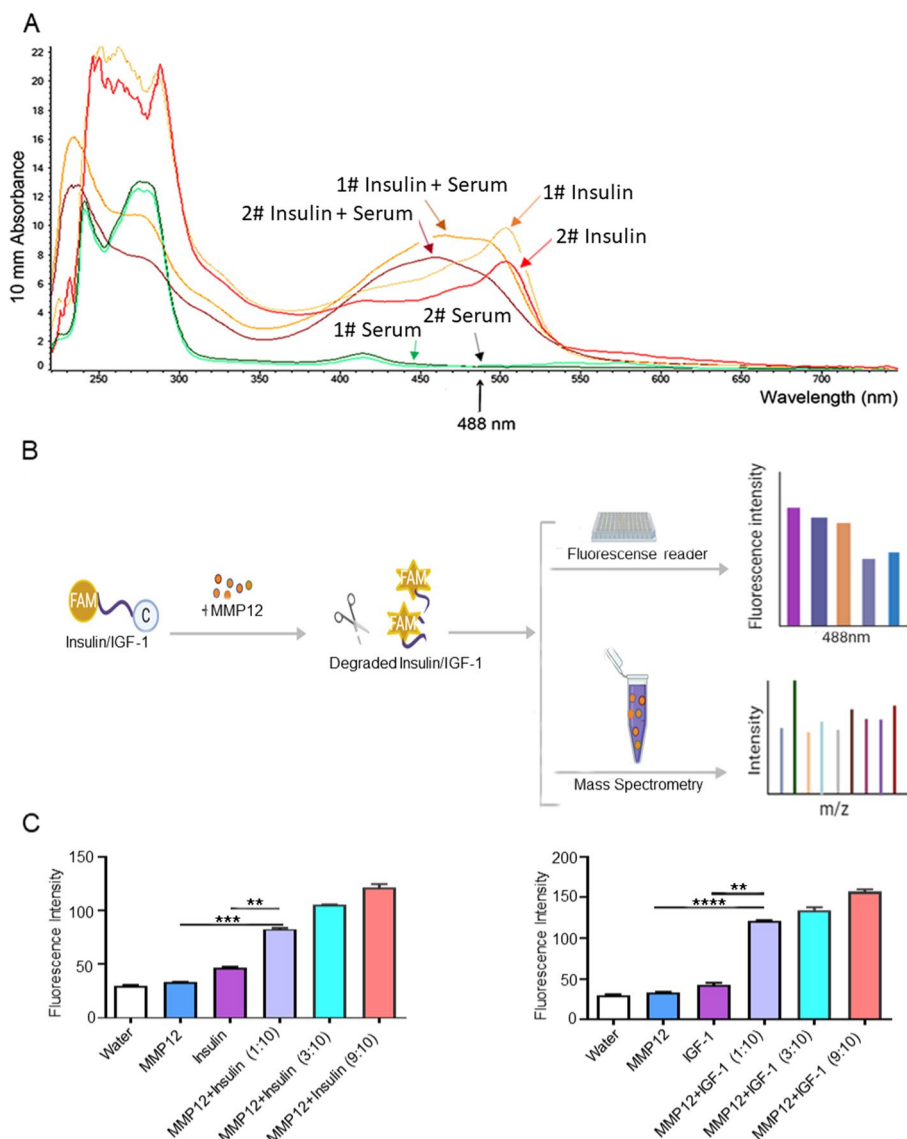 A
22
20
18
16
14
12
10
8
6
4
2
0
10 mm Absorbance
1# Insulin + Serum
2# Insulin + Serum
1# Insulin
2# Insulin
1# Serum
2# Serum
250 300 350 400 450 500 550 600 650 700
Wavelength (nm)
488 nm
B
FAM
C
Insulin/IGF-1
+MMP12
FAM
FAM
Degraded Insulin/IGF-1
Fluorescense reader
Fluorescence intensity
488nm
Mass Spectrometry
Intensity
m/z
C
Fluorescence Intensity
150
100
50
0
**
***
Water
MMP12
Insulin
MMP12+Insulin (1:10)
MMP12+Insulin (3:10)
MMP12+Insulin (9:10)
Fluorescence Intensity
200
150
100
50
0
**
****
Water
MMP12
IGF-1
MMP12+IGF-1 (1:10)
MMP12+IGF-1 (3:10)
MMP12+IGF-1 (9:10)